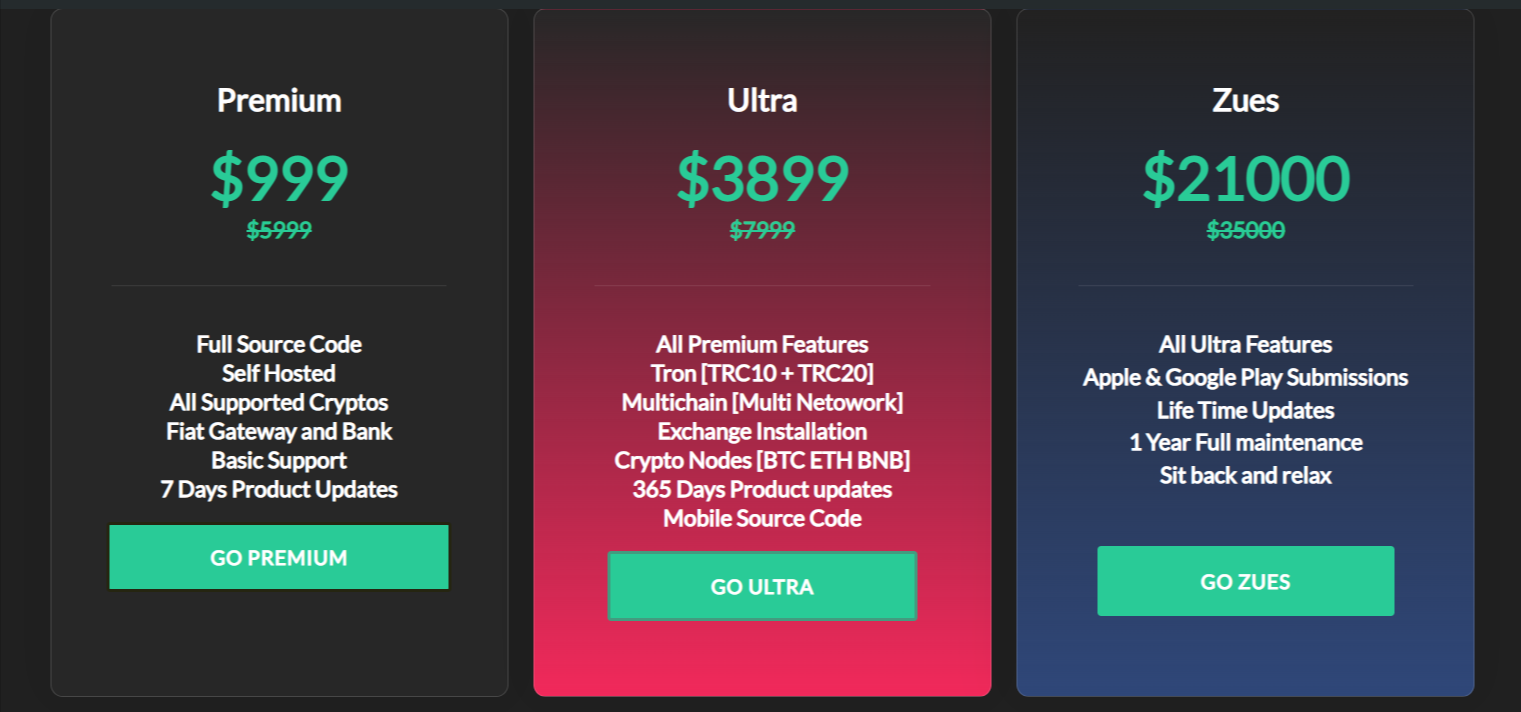 Premium
$999
$5999
Full Source Code
Self Hosted
All Supported Cryptos
Fiat Gateway and Bank
Basic Support
7 Days Product Updates
GO PREMIUM
Ultra
$3899
$7999
All Premium Features
Tron [TRC10 + TRC20]
Multichain [Multi Netowork]
Exchange Installation
Crypto Nodes [BTC ETH BNB]
365 Days Product updates
Mobile Source Code
GO ULTRA
Zues
$21000
$35000
All Ultra Features
Apple & Google Play Submissions
Life Time Updates
1 Year Full maintenance
Sit back and relax
GO ZUES